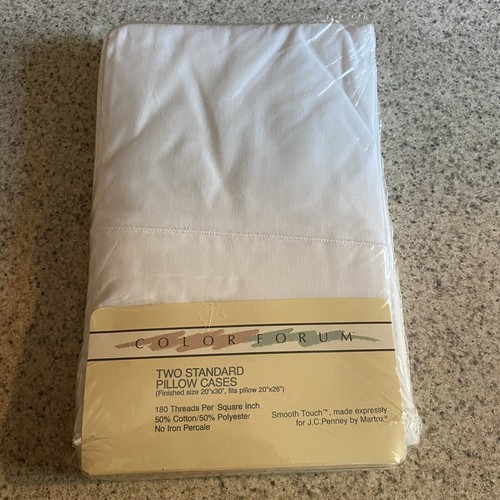 COLOR FORUM™
TWO STANDARD
PILLOW CASES
(Finished size 20"x30", fits pillow 20"x26")
180 Threads Per Square Inch
50% Cotton/50% Polyester
No Iron Percale
Smooth Touch™, made expressly
for J.C.Penney by Martex®